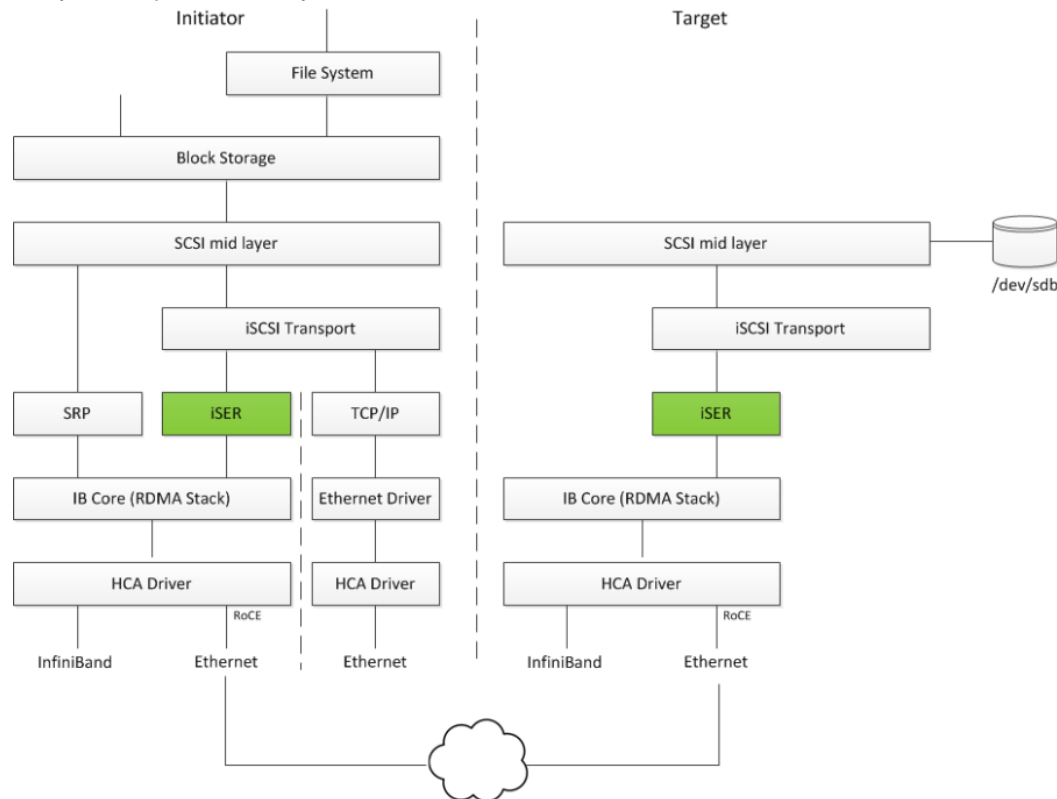 Initiator
Target
File System
Block Storage
SCSI mid layer
SCSI mid layer
/dev/sdb
iSCSI Transport
iSCSI Transport
SRP
iSER
TCP/IP
iSER
IB Core (RDMA Stack)
Ethernet Driver
IB Core (RDMA Stack)
HCA Driver
HCA Driver
HCA Driver
RoCE
RoCE
InfiniBand
Ethernet
Ethernet
InfiniBand
Ethernet